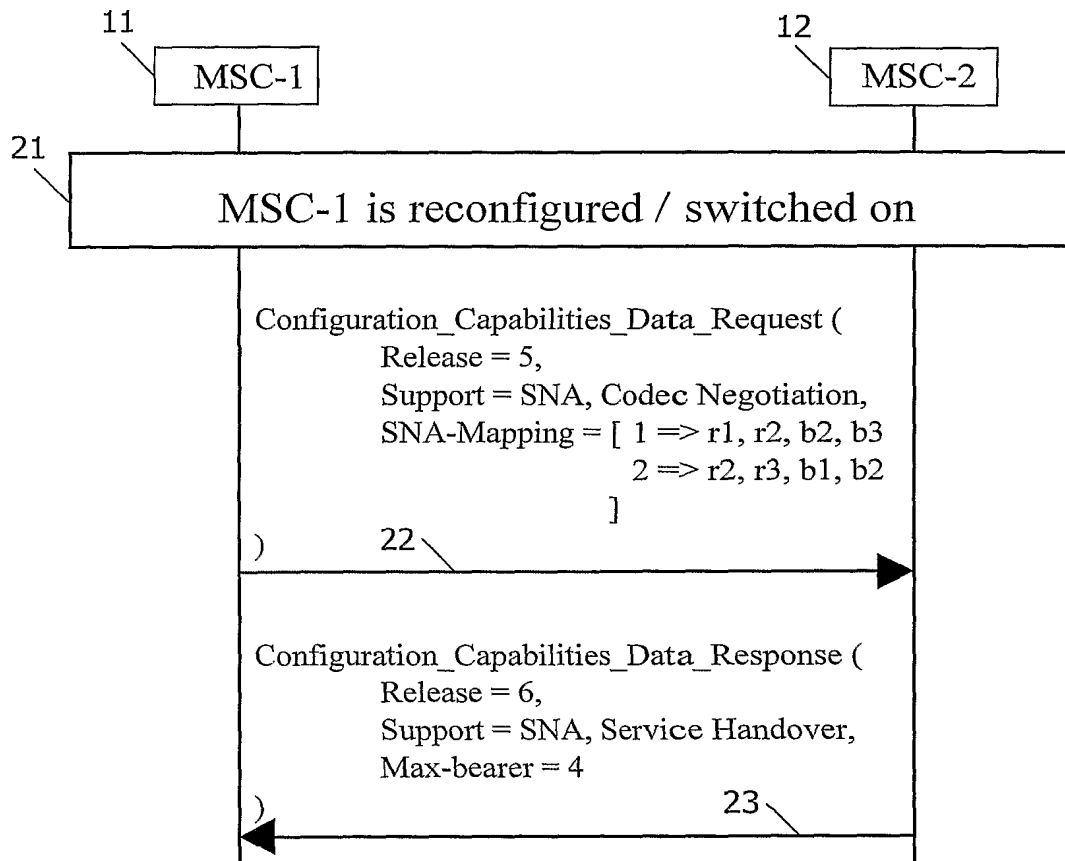 11
12
MSC-1
MSC-2
21
MSC-1 is reconfigured / switched on
Configuration_Capabilities_Data_Request (
Release = 5,
Support = SNA, Codec Negotiation,
SNA-Mapping = [ 1 => r1, r2, b2, b3
2 => r2, r3, b1, b2
]
)
22
Configuration_Capabilities_Data_Response (
Release = 6,
Support = SNA, Service Handover,
Max-bearer = 4
)
23